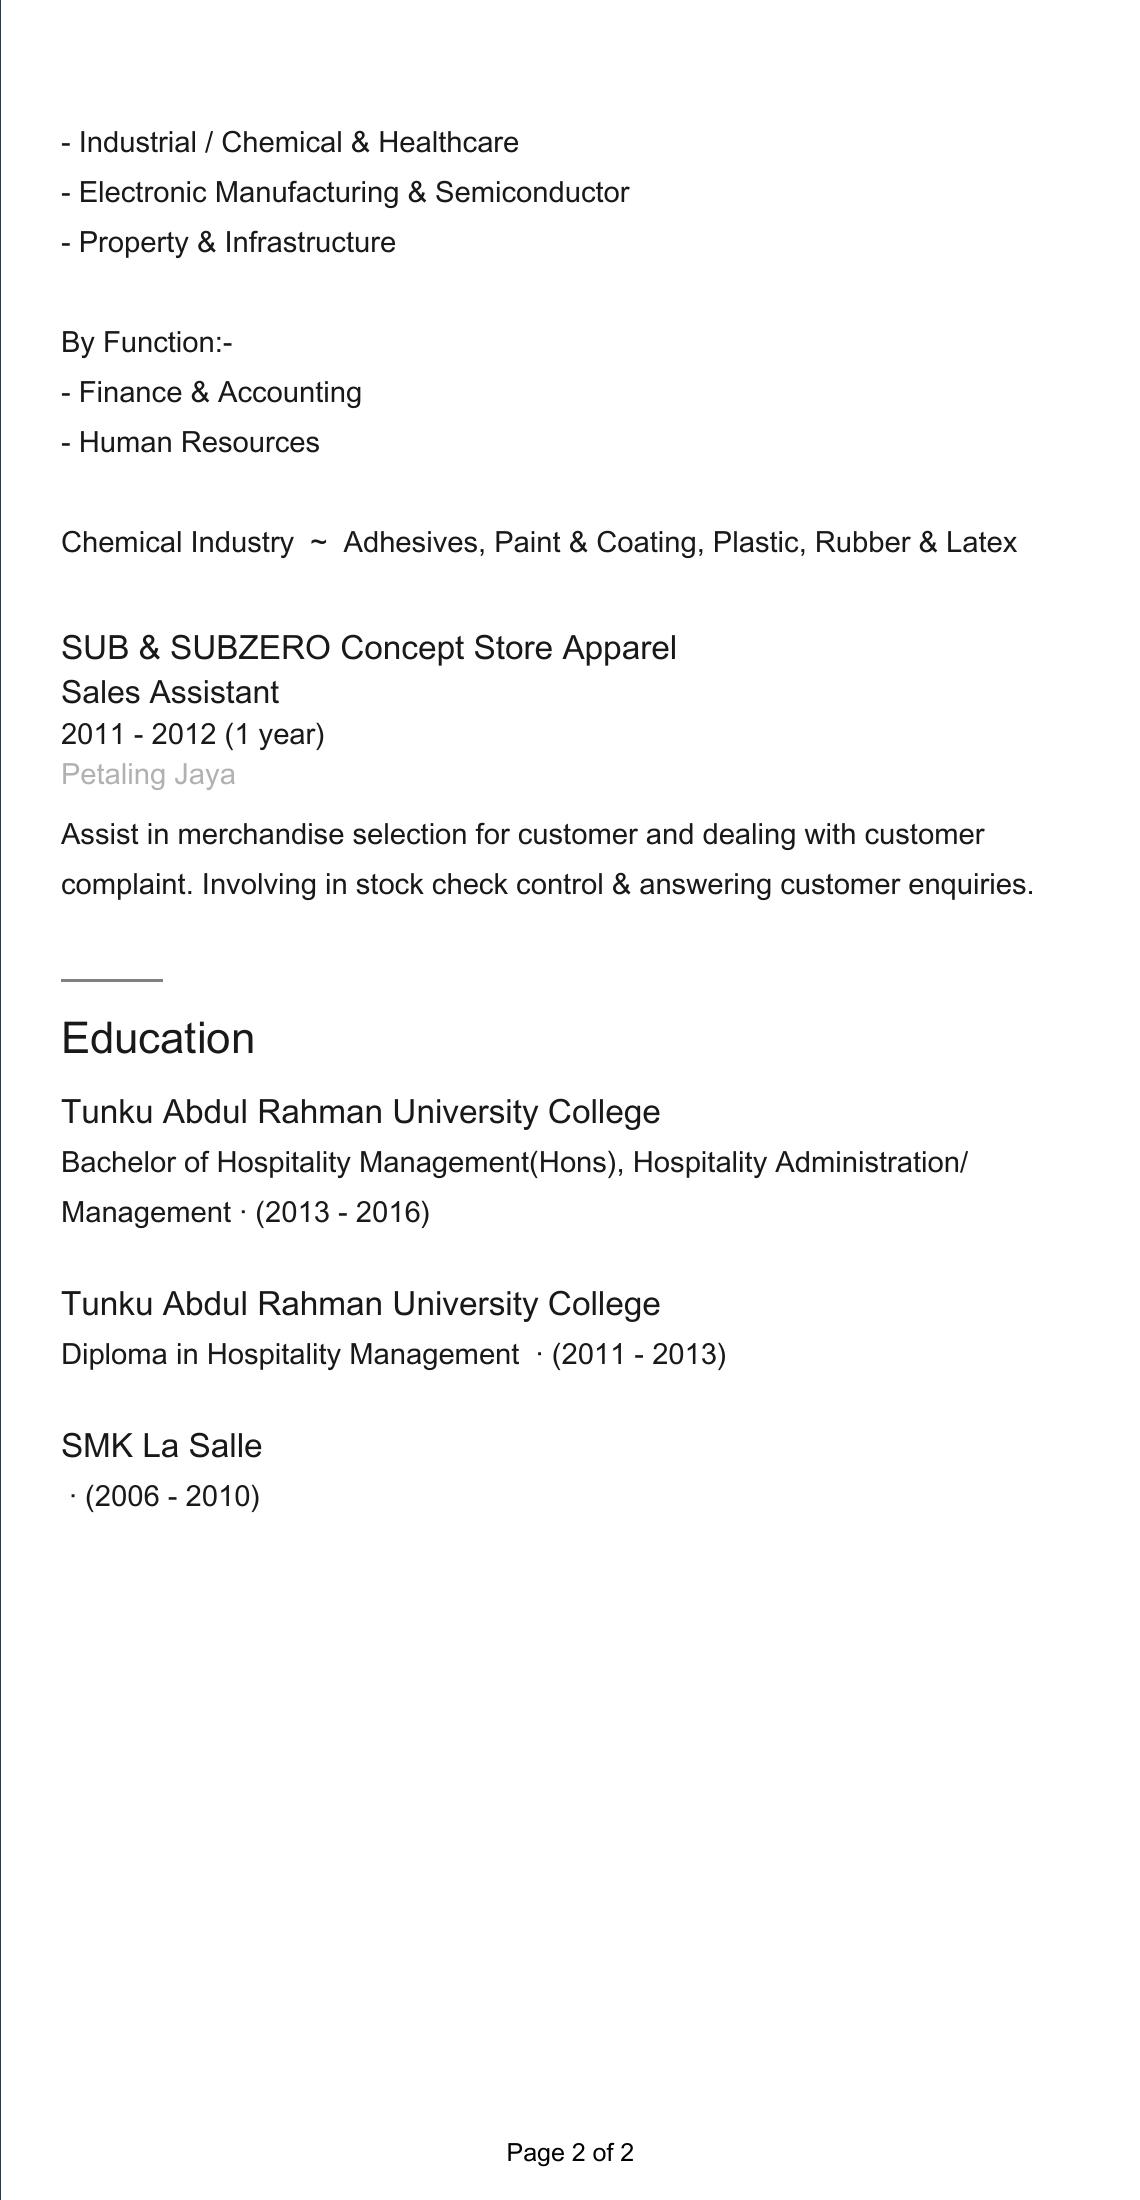 - Industrial / Chemical & Healthcare
- Electronic Manufacturing & Semiconductor
- Property & Infrastructure
By Function:-
- Finance & Accounting
- Human Resources
Chemical Industry  ~  Adhesives, Paint & Coating, Plastic, Rubber & Latex
SUB & SUBZERO Concept Store Apparel
Sales Assistant
2011 - 2012 (1 year)
Petaling Jaya
Assist in merchandise selection for customer and dealing with customer
complaint. Involving in stock check control & answering customer enquiries.
Education
Tunku Abdul Rahman University College
Bachelor of Hospitality Management(Hons), Hospitality Administration/
Management · (2013 - 2016)
Tunku Abdul Rahman University College
Diploma in Hospitality Management  · (2011 - 2013)
SMK La Salle
· (2006 - 2010)
Page 2 of 2